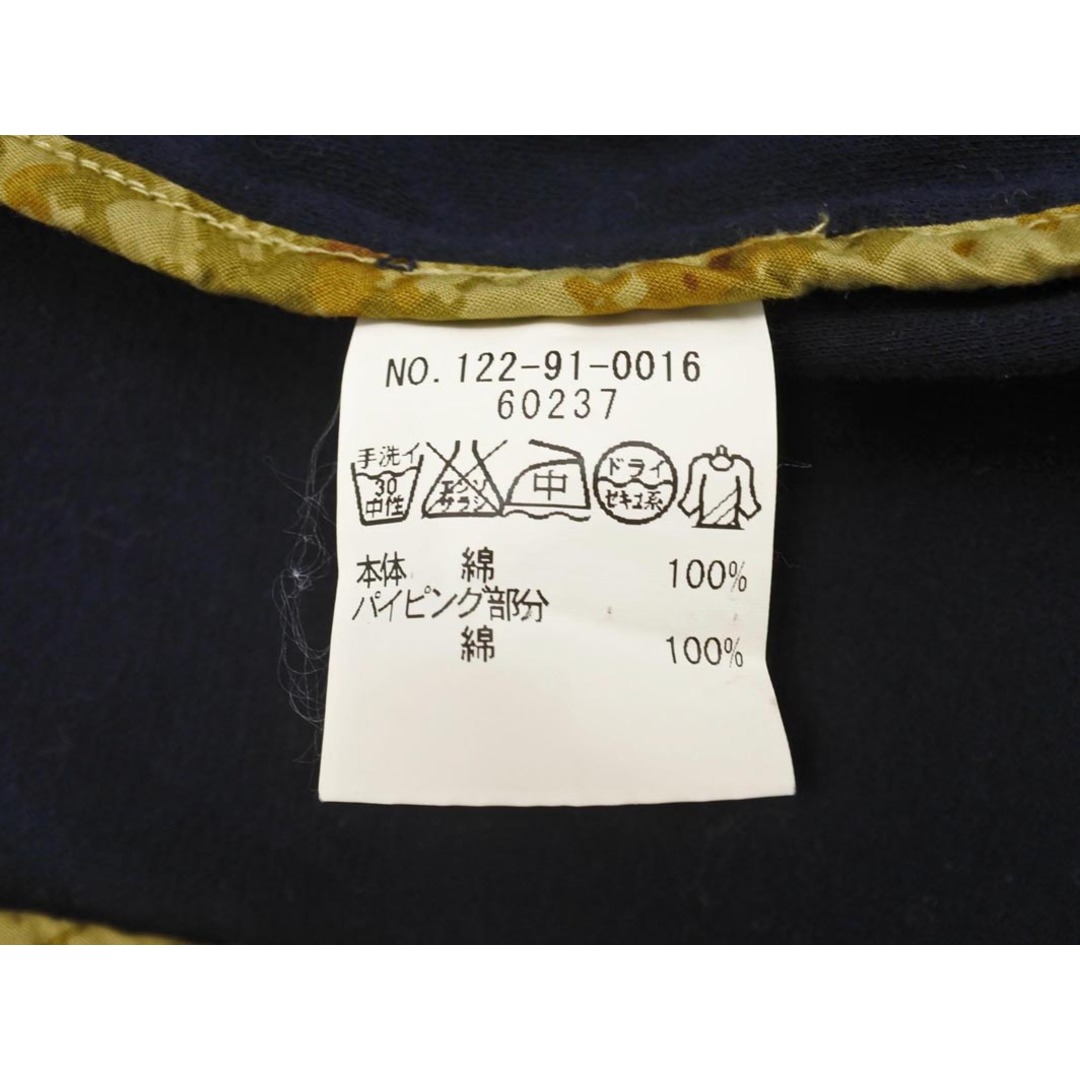 NO. 122-91-0016
60237
手洗イ
30
中性
エンソ
サラシ
中
ドライ
セキユ系
本体 綿 100%
パイピング部分
綿 100%